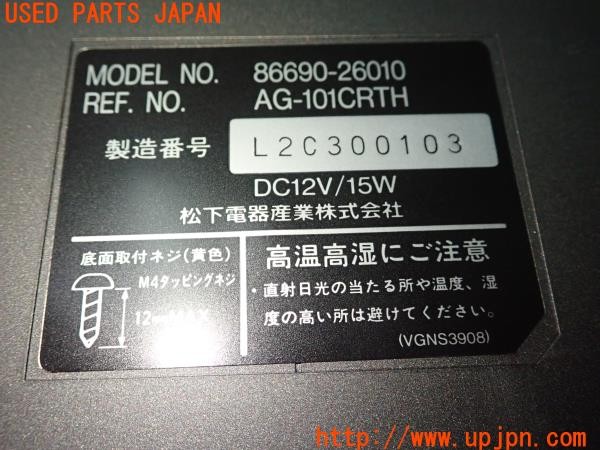 USED PARTS JAPAN
MODEL NO. 86690-26010
REF. NO. AG-101CRTH
製造番号 L2C300103
DC12V/15W
松下電器産業株式会社
底面取付ネジ(黄色)
M4タッピングネジ
12mmMAX
高温高湿にご注意
・直射日光の当たる所や温度、湿
度の高い所は避けてください。
(VGNS3908)
http://www.upjpn.com/